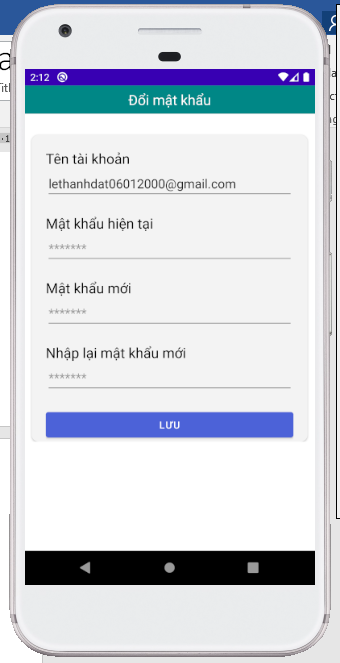 2:12
Đổi mật khẩu
Tên tài khoản
lethanhdat06012000@gmail.com
Mật khẩu hiện tại
*******
Mật khẩu mới
*******
Nhập lại mật khẩu mới
*******
LƯU